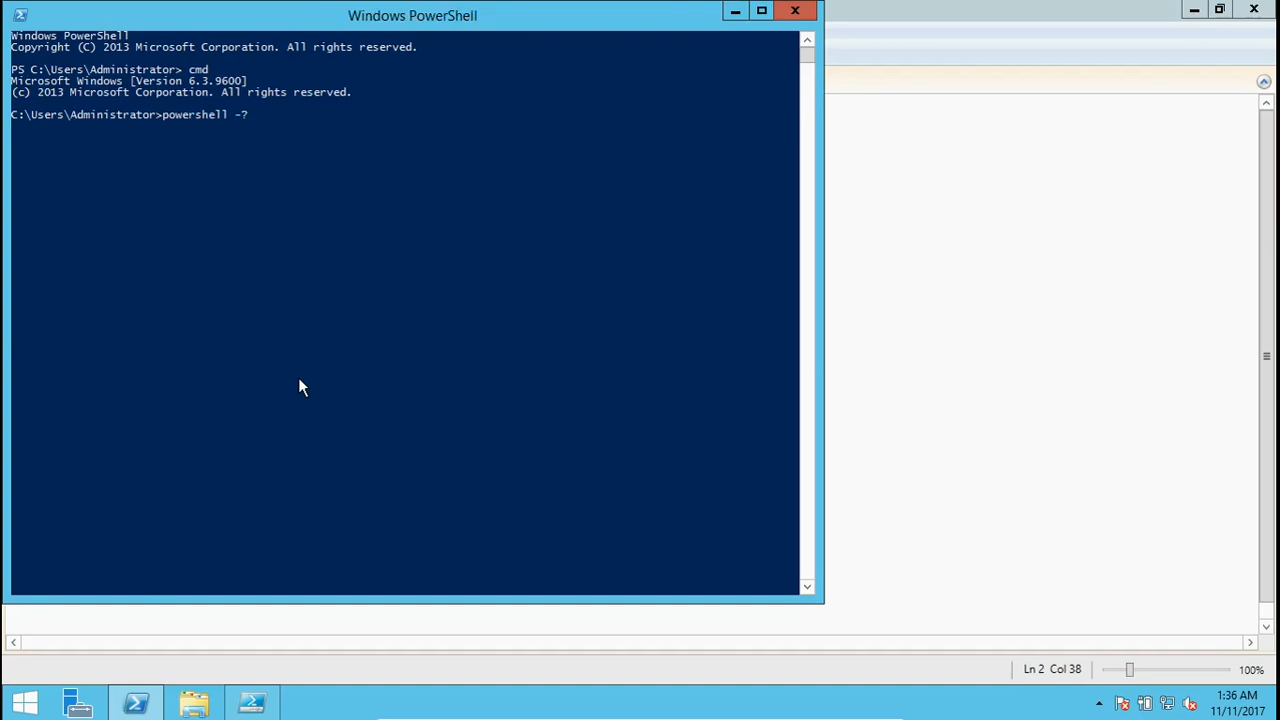 Windows PowerShell
Windows PowerShell
Copyright (C) 2013 Microsoft Corporation. All rights reserved.
PS C:\Users\Administrator> cmd
Microsoft Windows [Version 6.3.9600]
(c) 2013 Microsoft Corporation. All rights reserved.
C:\Users\Administrator>powershell -?
Ln 2 Col 38
100%
1:36 AM
11/11/2017